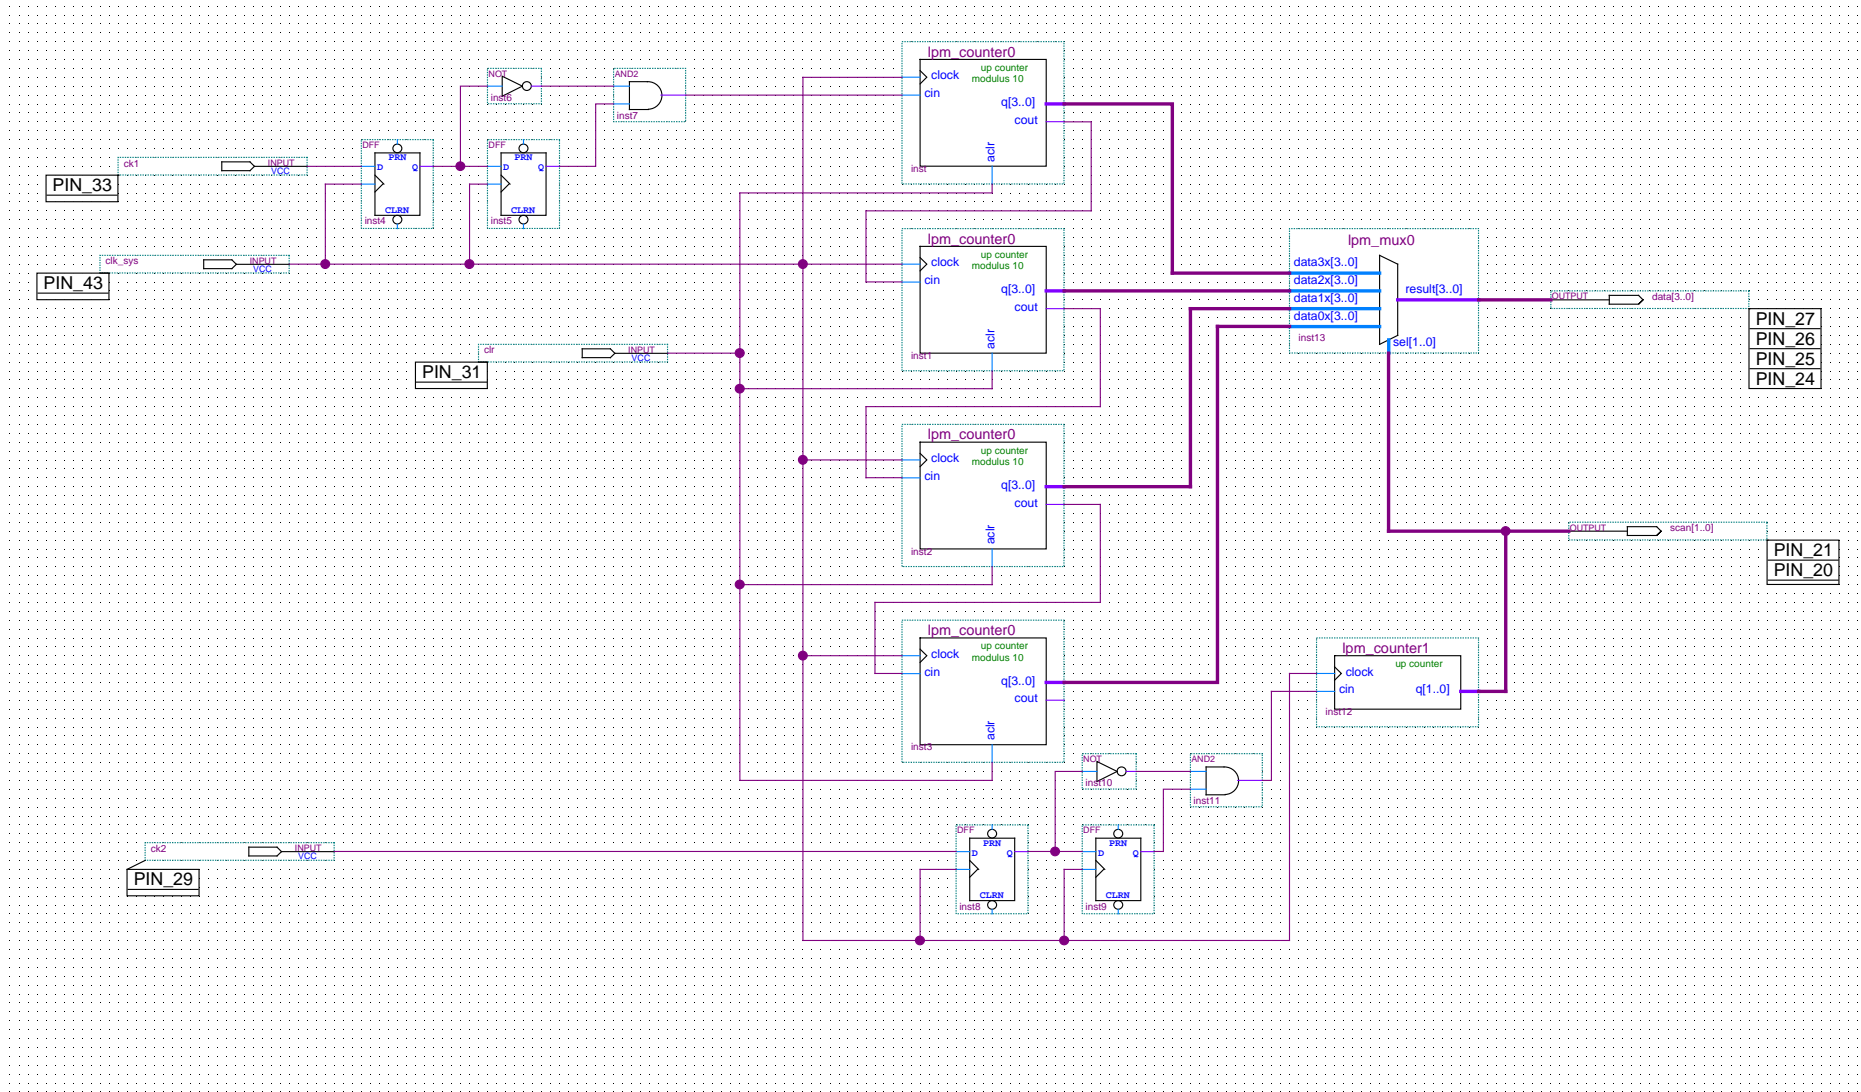 lpm_counter0
up counter
modulus 10
clock
cin
q[3..0]
cout
aclr
inst
NOT
inst6
AND2
inst7
ck1
INPUT
VCC
PIN_33
DFF
PRN
D
Q
CLRN
inst4
DFF
PRN
D
Q
CLRN
inst5
clk_sys
INPUT
VCC
PIN_43
lpm_counter0
up counter
modulus 10
clock
cin
q[3..0]
cout
aclr
inst1
clr
INPUT
VCC
PIN_31
lpm_mux0
data3x[3..0]
data2x[3..0]
data1x[3..0]
data0x[3..0]
result[3..0]
sel[1..0]
inst13
OUTPUT
data[3..0]
PIN_27
PIN_26
PIN_25
PIN_24
lpm_counter0
up counter
modulus 10
clock
cin
q[3..0]
cout
aclr
inst2
OUTPUT
scan[1..0]
PIN_21
PIN_20
lpm_counter0
up counter
modulus 10
clock
cin
q[3..0]
cout
aclr
inst3
lpm_counter1
up counter
clock
cin
q[1..0]
inst12
NOT
inst10
AND2
inst11
ck2
INPUT
VCC
PIN_29
DFF
PRN
D
Q
CLRN
inst8
DFF
PRN
D
Q
CLRN
inst9